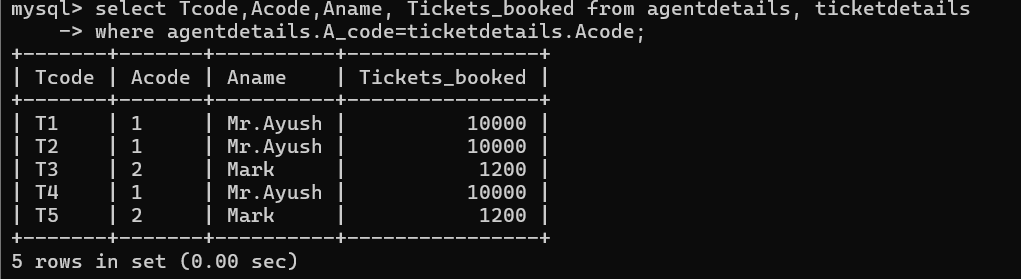 mysql> select Tcode,Acode,Aname, Tickets_booked from agentdetails, ticketdetails
    -> where agentdetails.A_code=ticketdetails.Acode;
+-------+-------+----------+----------------+
| Tcode | Acode | Aname    | Tickets_booked |
+-------+-------+----------+----------------+
| T1    | 1     | Mr.Ayush |          10000 |
| T2    | 1     | Mr.Ayush |          10000 |
| T3    | 2     | Mark     |           1200 |
| T4    | 1     | Mr.Ayush |          10000 |
| T5    | 2     | Mark     |           1200 |
+-------+-------+----------+----------------+
5 rows in set (0.00 sec)